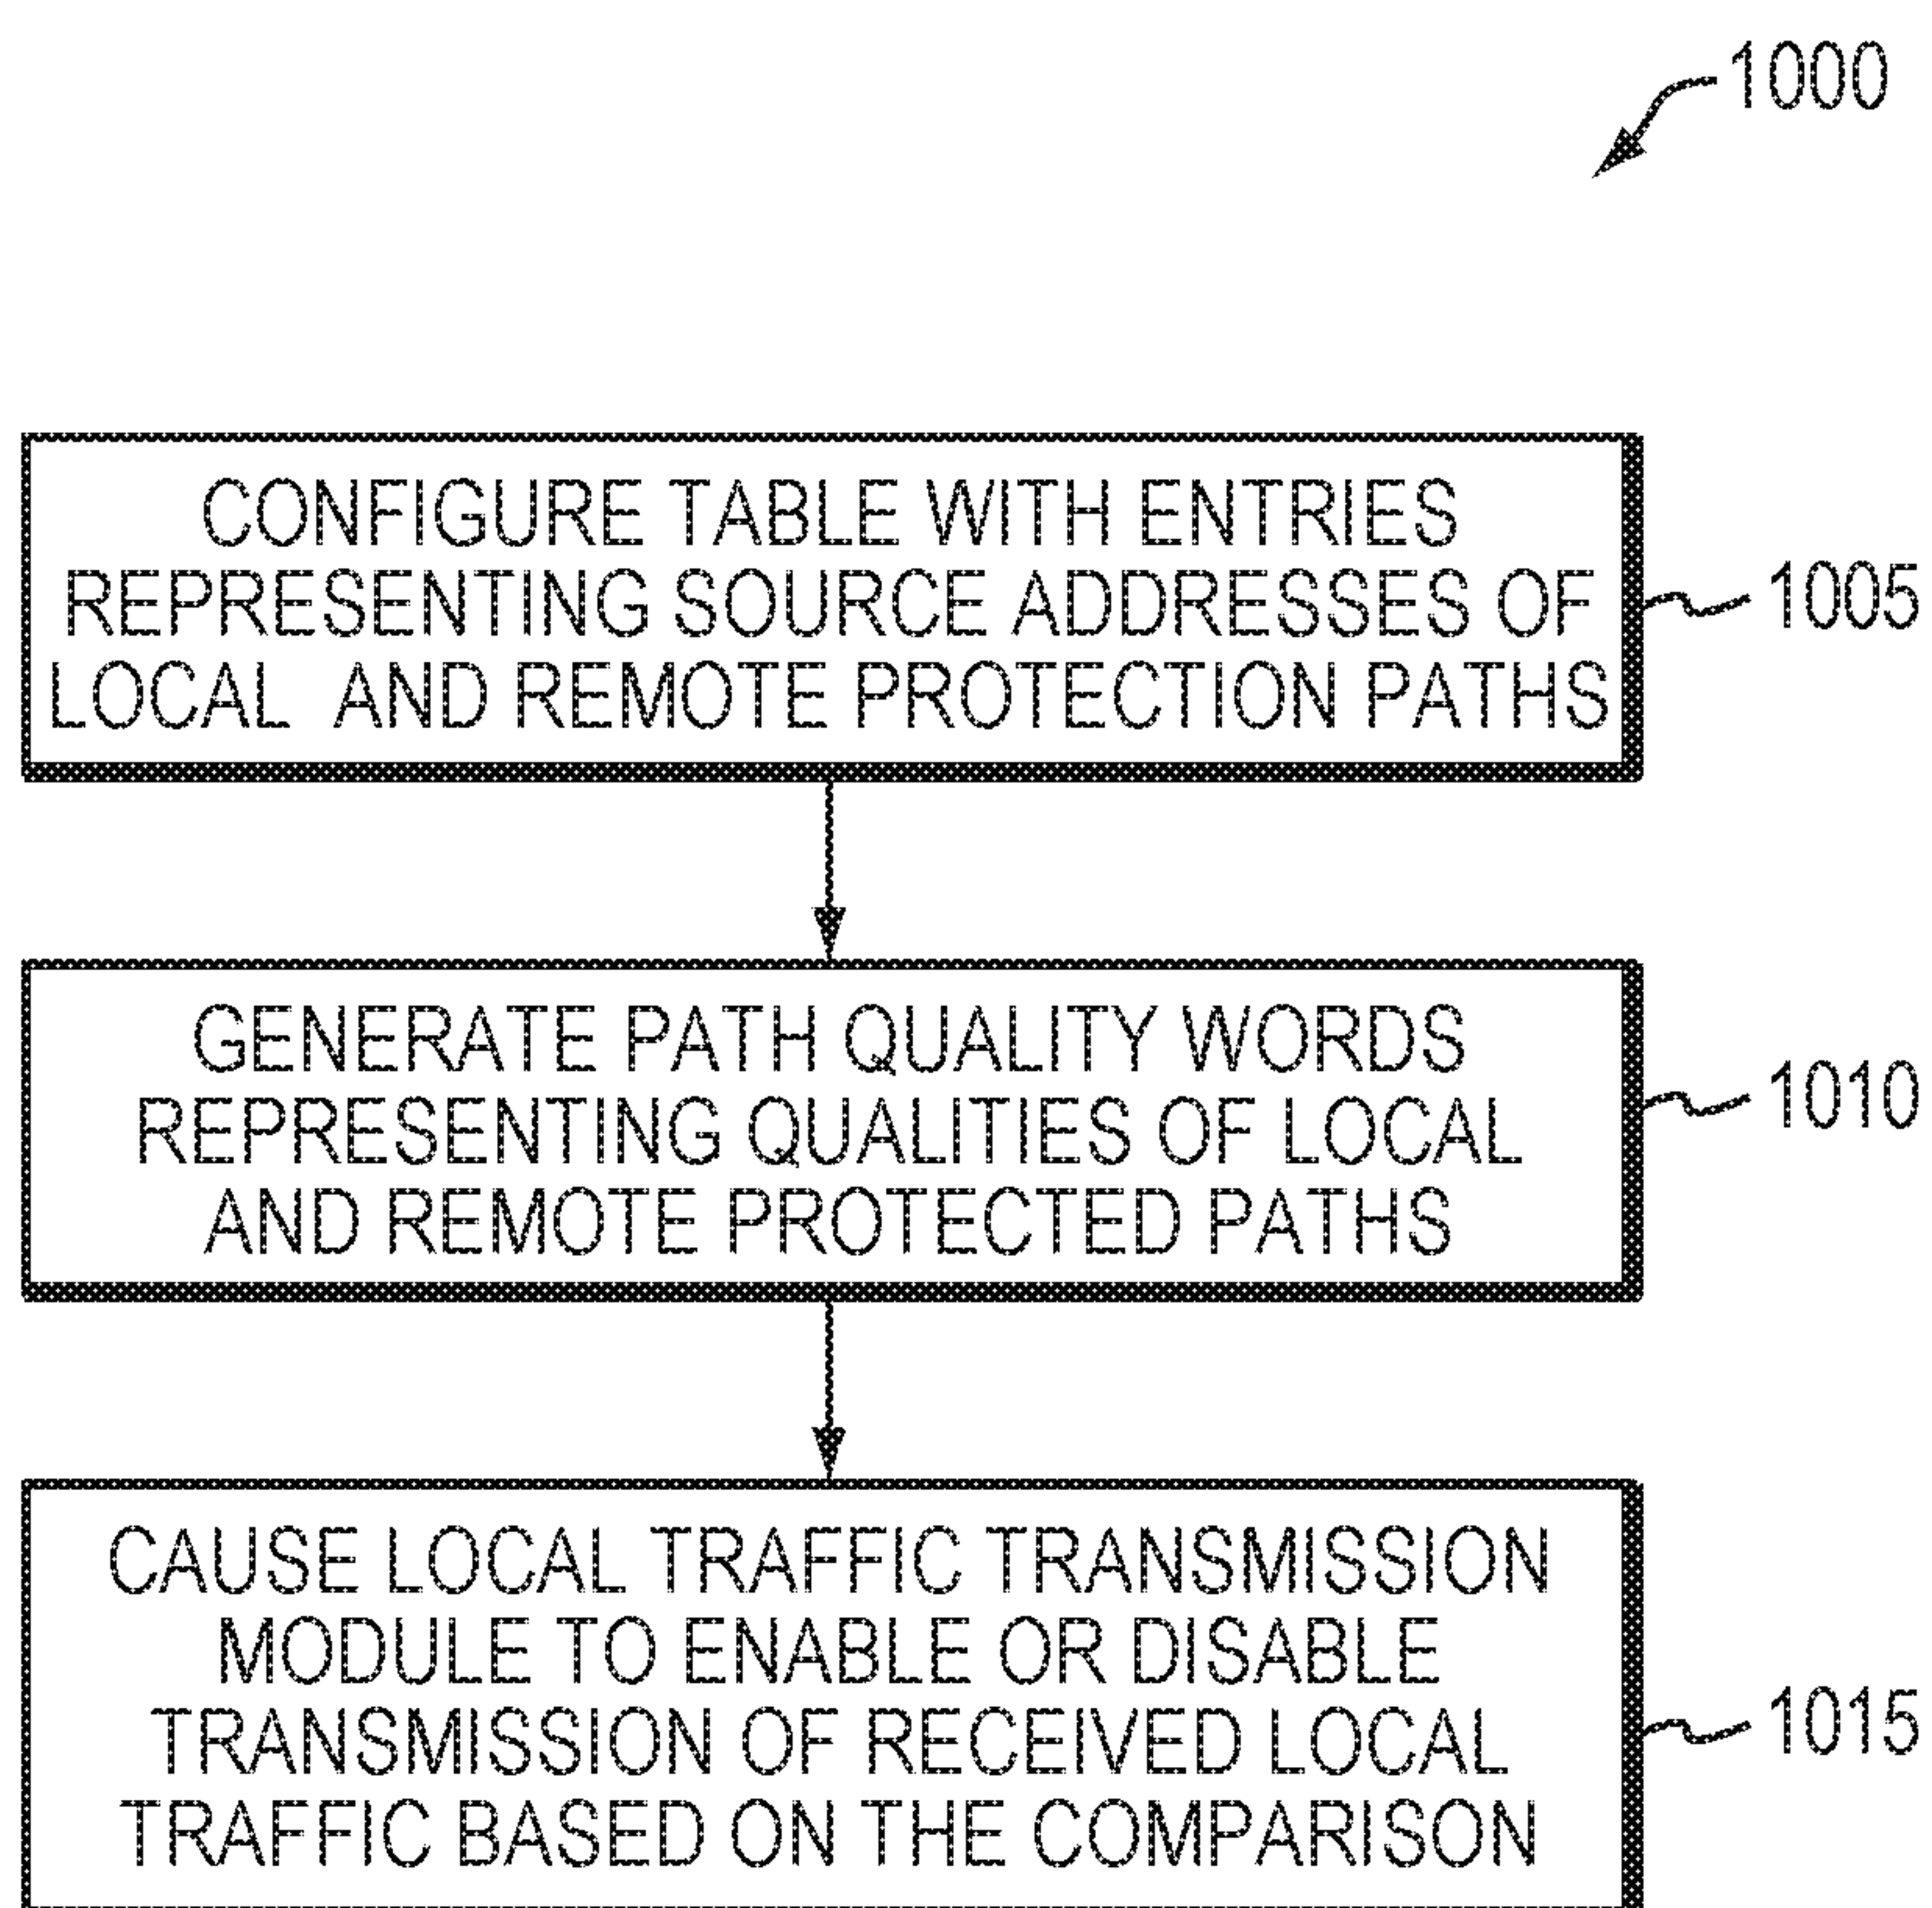 1000
CONFIGURE TABLE WITH ENTRIES
REPRESENTING SOURCE ADDRESSES OF
LOCAL AND REMOTE PROTECTION PATHS
1005
GENERATE PATH QUALITY WORDS
REPRESENTING QUALITIES OF LOCAL
AND REMOTE PROTECTED PATHS
1010
CAUSE LOCAL TRAFFIC TRANSMISSION
MODULE TO ENABLE OR DISABLE
TRANSMISSION OF RECEIVED LOCAL
TRAFFIC BASED ON THE COMPARISON
1015